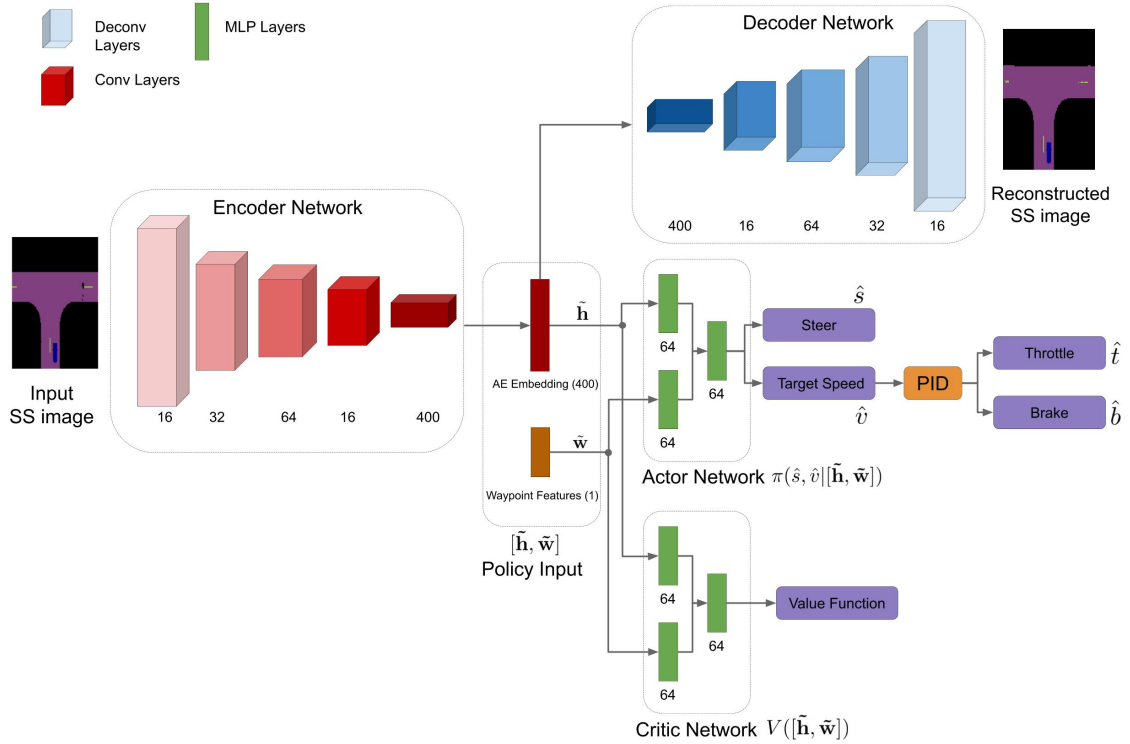 Deconv
Layers
MLP Layers
Conv Layers
Decoder Network
400 16 64 32 16
Reconstructed
SS image
Encoder Network
16 32 64 16 400
Input
SS image
h̃
AE Embedding (400)
w̃
Waypoint Features (1)
[h̃, w̃]
Policy Input
64
64
64
Actor Network π(ŝ, v̂|[h̃, w̃])
ŝ
Steer
Target Speed
v̂
PID
Throttle t̂
Brake b̂
64
64
64
Value Function
Critic Network V([h̃, w̃])